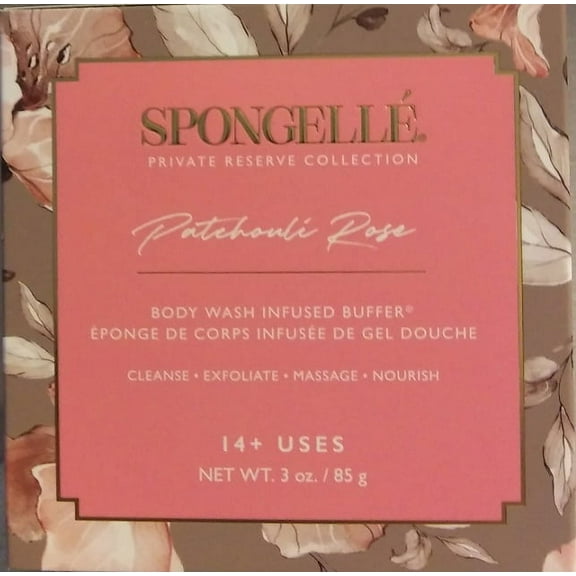 SPONGELLÉ®
PRIVATE RESERVE COLLECTION
Patchouli Rose
BODY WASH INFUSED BUFFER®
ÉPONGE DE CORPS INFUSÉE DE GEL DOUCHE
CLEANSE • EXFOLIATE • MASSAGE • NOURISH
14+ USES
NET WT. 3 oz. / 85 g